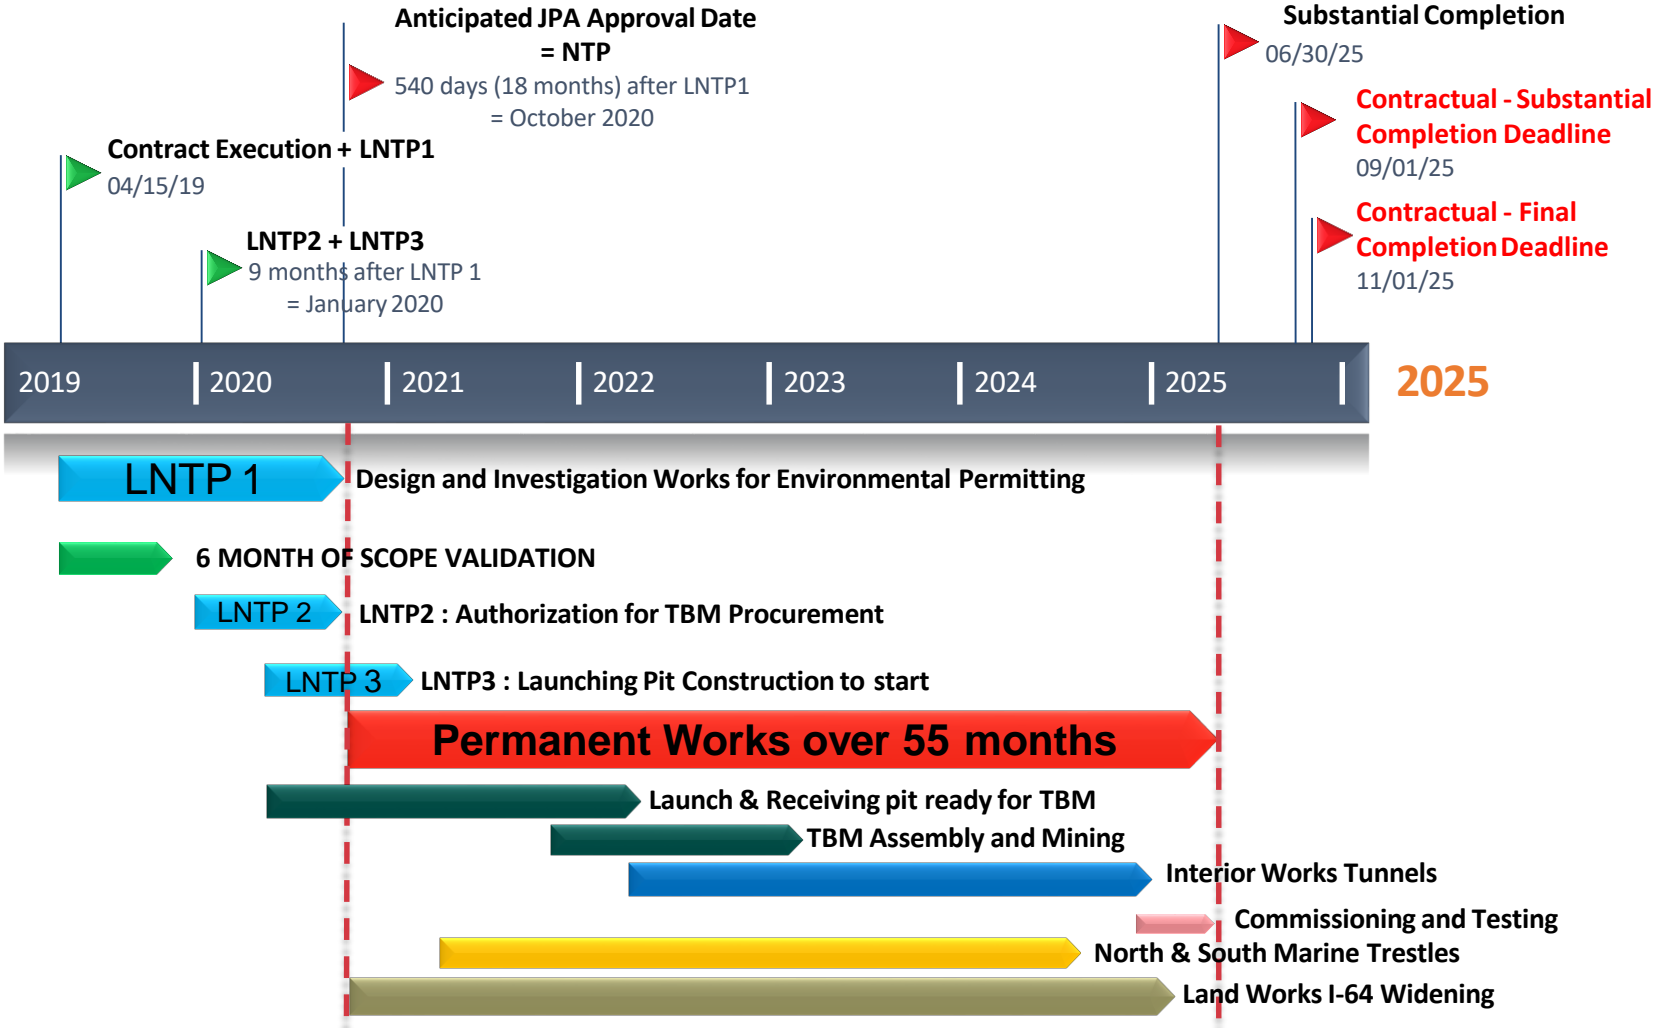 Anticipated JPA Approval Date
= NTP
540 days (18 months) after LNTP1
= October 2020
Substantial Completion
06/30/25
Contractual - Substantial
Completion Deadline
09/01/25
Contract Execution + LNTP1
04/15/19
Contractual - Final
Completion Deadline
11/01/25
LNTP2 + LNTP3
9 months after LNTP 1
= January 2020
2019
2020
2021
2022
2023
2024
2025
2025
LNTP 1
Design and Investigation Works for Environmental Permitting
6 MONTH OF SCOPE VALIDATION
LNTP 2
LNTP2 : Authorization for TBM Procurement
LNTP 3
LNTP3 : Launching Pit Construction to start
Permanent Works over 55 months
Launch & Receiving pit ready for TBM
TBM Assembly and Mining
Interior Works Tunnels
Commissioning and Testing
North & South Marine Trestles
Land Works I-64 Widening